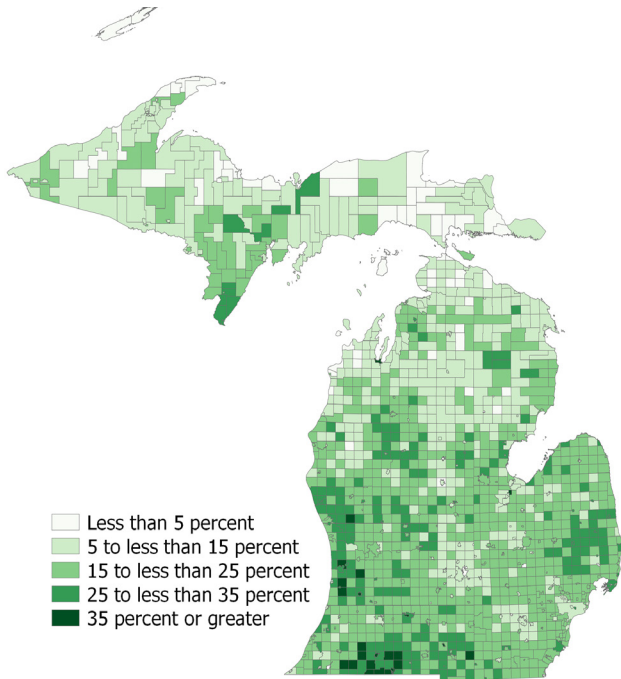 Less than 5 percent
5 to less than 15 percent
15 to less than 25 percent
25 to less than 35 percent
35 percent or greater